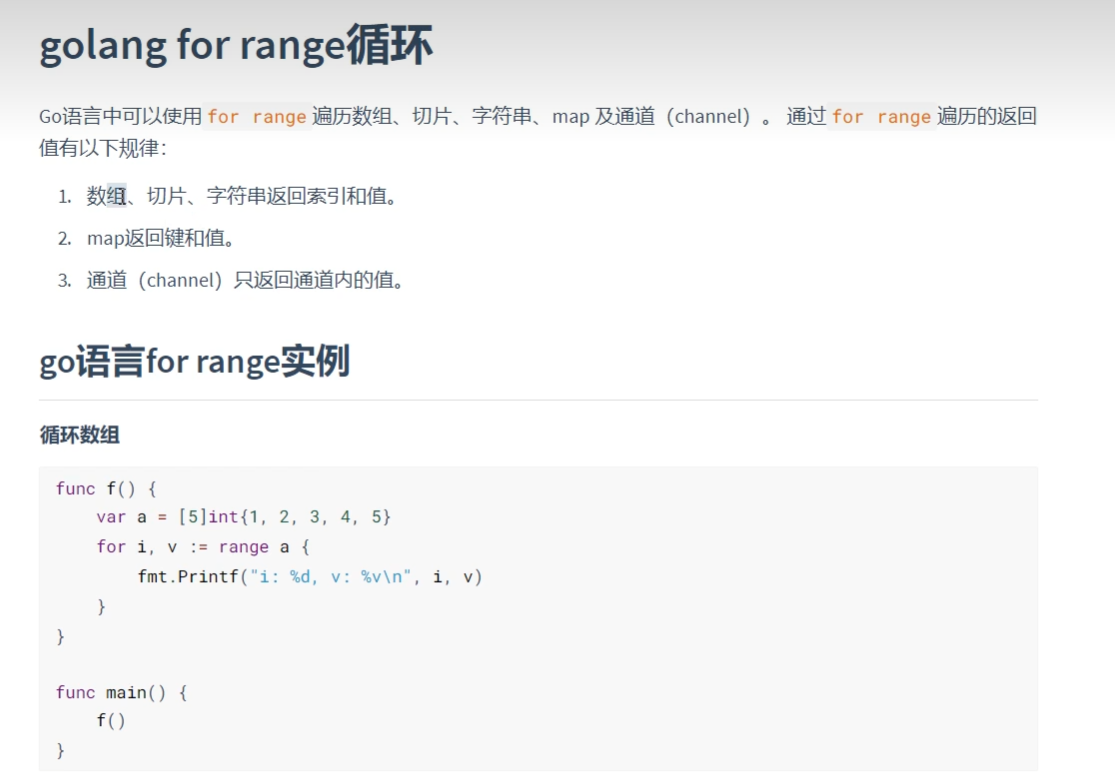 golang for range循环
Go语言中可以使用 for range 遍历数组、切片、字符串、map 及通道（channel）。 通过 for range 遍历的返回
值有以下规律：
1. 数组、切片、字符串返回索引和值。
2. map返回键和值。
3. 通道（channel）只返回通道内的值。
go语言for range实例
循环数组
func f() {
    var a = [5]int{1, 2, 3, 4, 5}
    for i, v := range a {
        fmt.Printf("i: %d, v: %v\n", i, v)
    }
}
func main() {
    f()
}